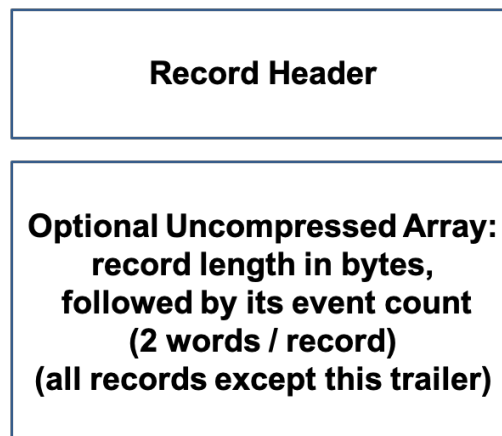 Record Header
Optional Uncompressed Array:
record length in bytes,
followed by its event count
(2 words / record)
(all records except this trailer)